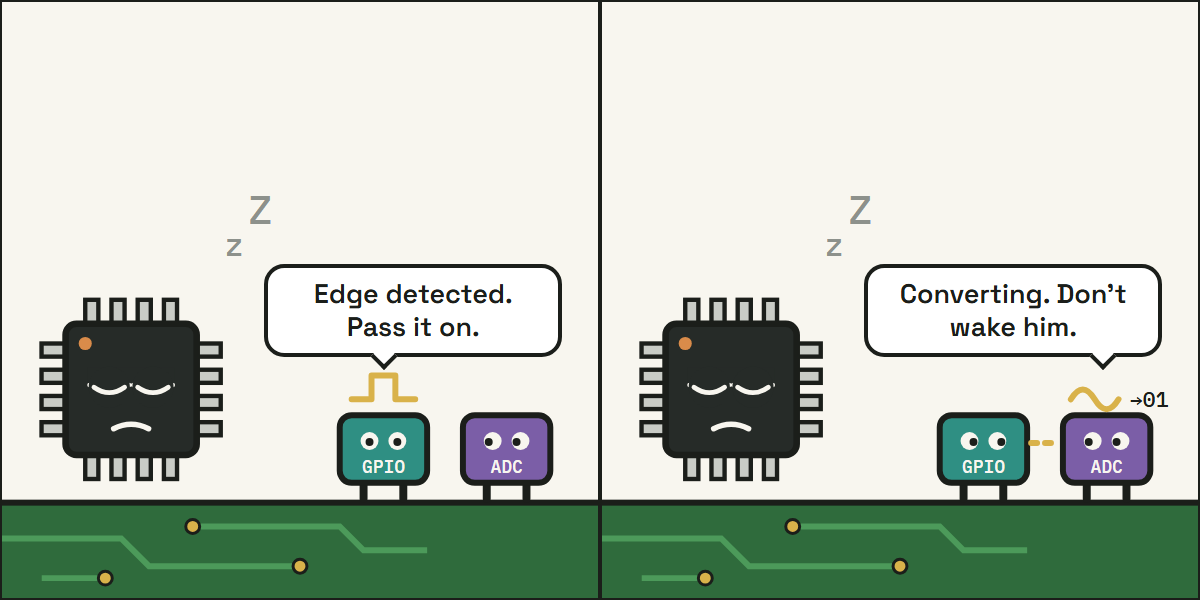 Z
z
Edge detected.
Pass it on.
GPIO
ADC
Z
z
Converting. Don’t
wake him.
→01
GPIO
ADC